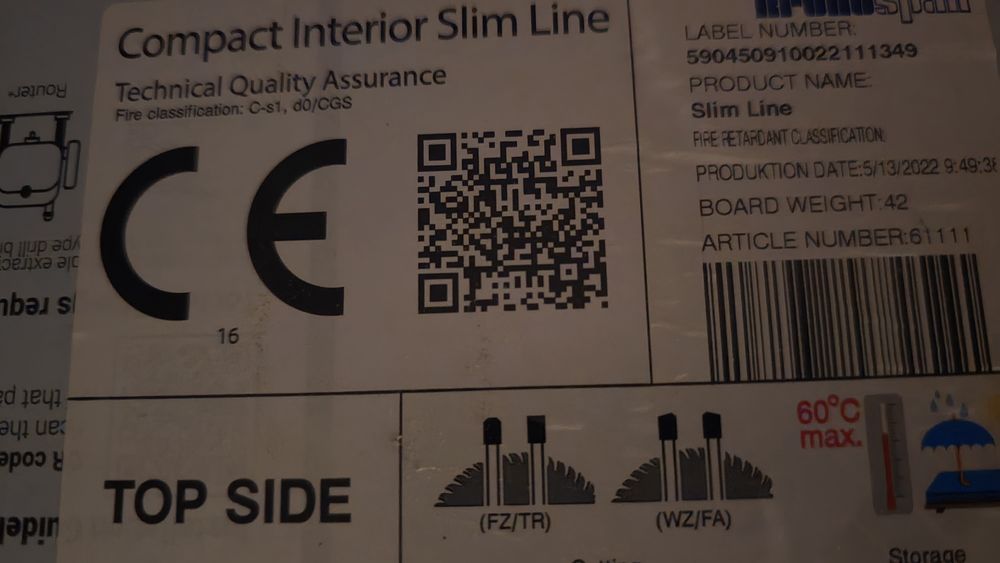 Compact Interior Slim Line
Technical Quality Assurance
Fire classification: C-s1, d0/CGS
CE
16
LABEL NUMBER:
590450910022111349
PRODUCT NAME:
Slim Line
FIRE RETARDANT CLASSIFICATION:
PRODUKTION DATE:5/13/2022 9:49:3
BOARD WEIGHT:42
ARTICLE NUMBER:61111
TOP SIDE
(FZ/TR)
(WZ/FA)
60°C
max.
Storage
Router